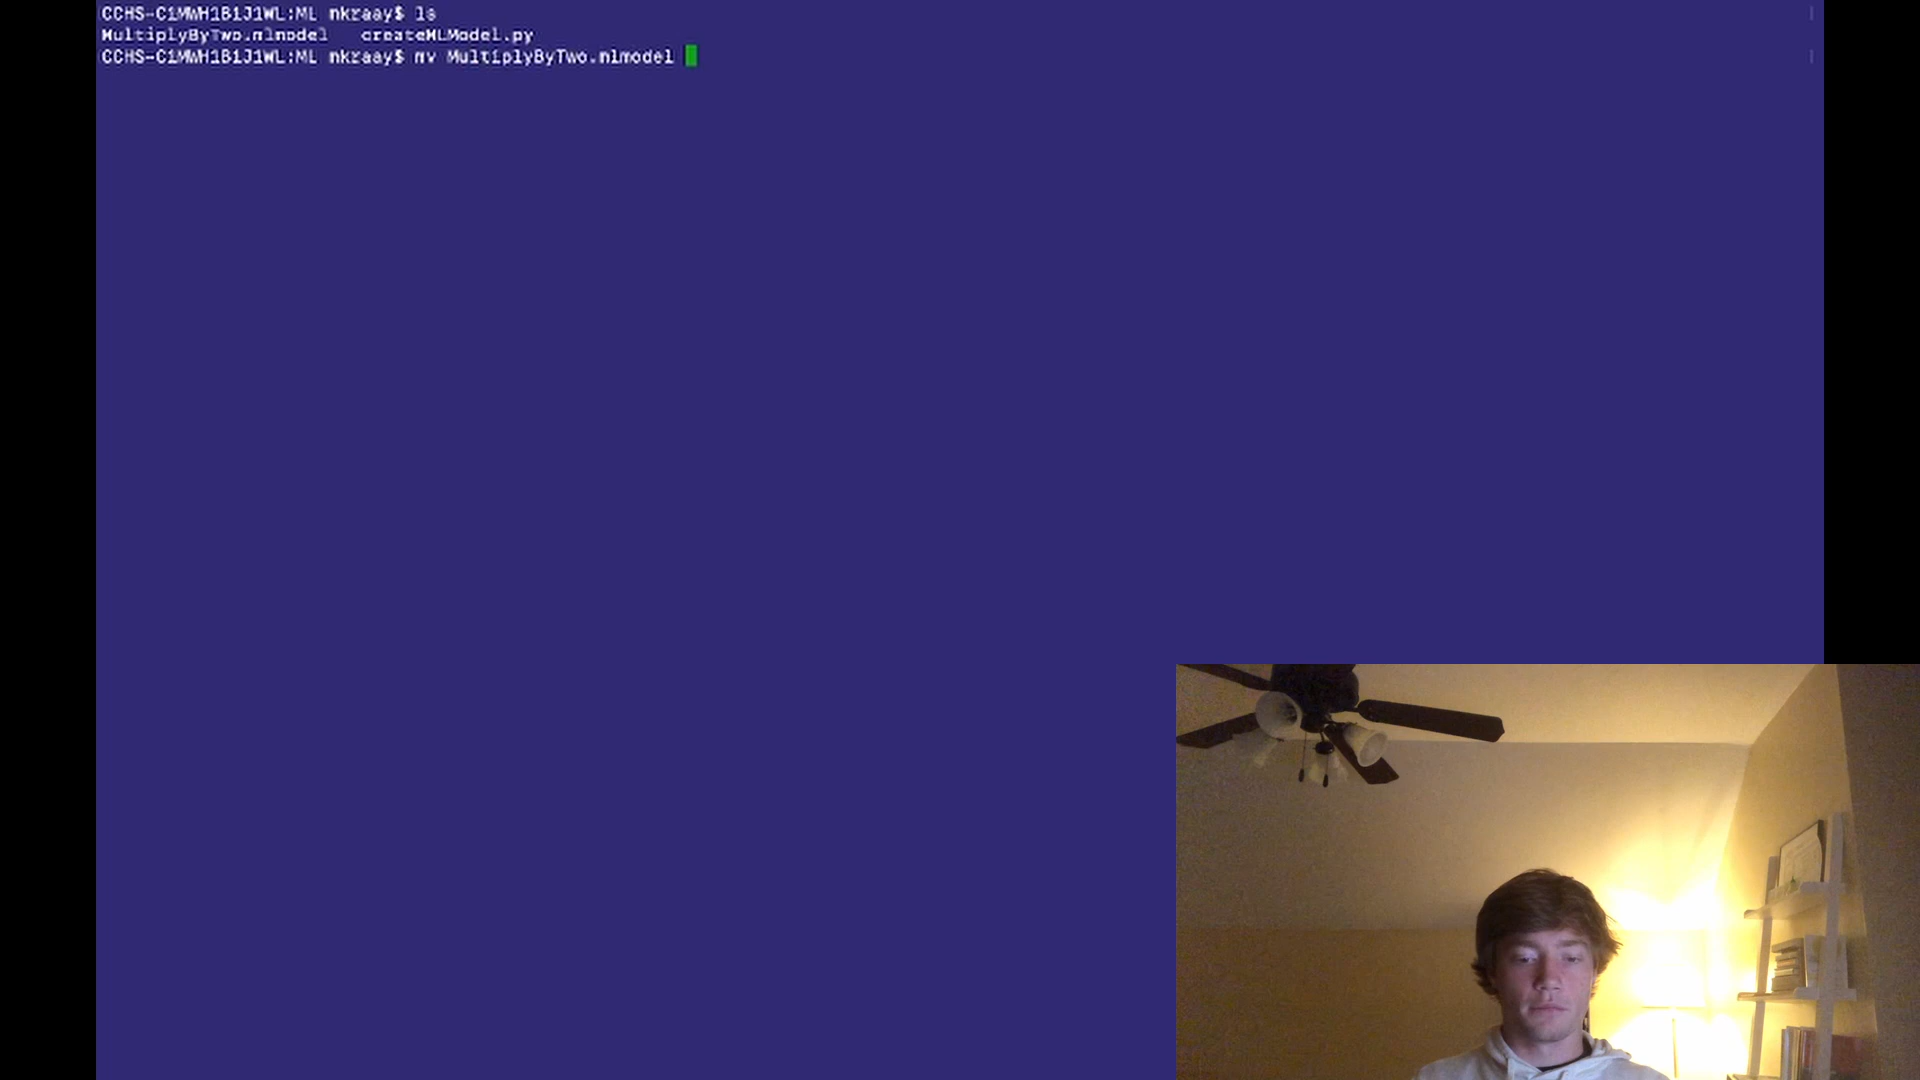 CCHS-C1MWH1B1J1WL:ML mkraay$ ls
MultiplyByTwo.mlmodel createMLModel.py
CCHS-C1MWH1B1J1WL:ML mkraay$ mv MultiplyByTwo.mlmodel